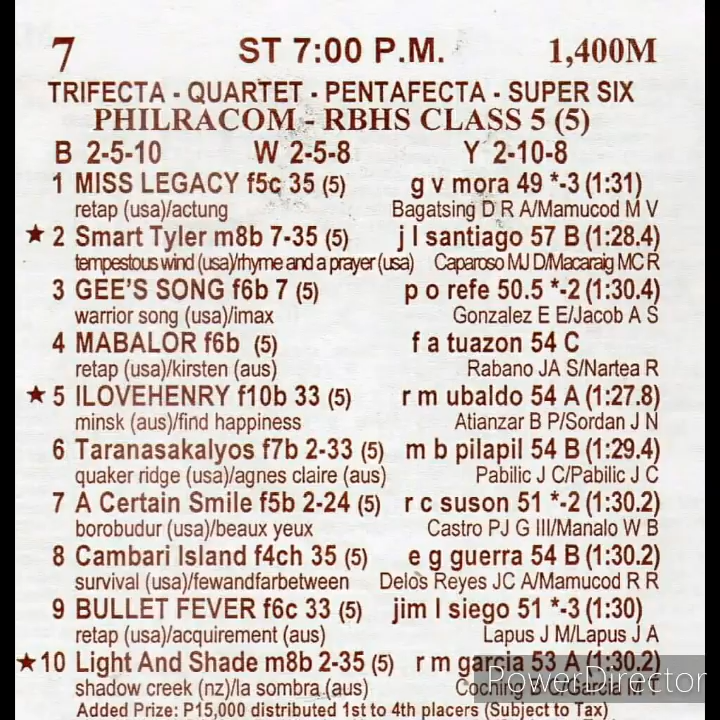 7 ST 7:00 P.M. 1,400M
TRIFECTA - QUARTET - PENTAFECTA - SUPER SIX
PHILRACOM - RBHS CLASS 5 (5)
B 2-5-10 W 2-5-8 Y 2-10-8
1 MISS LEGACY f5c 35 (5) g v mora 49 *-3 (1:31)
retap (usa)/actung Bagatsing D R A/Mamucod M V
★ 2 Smart Tyler m8b 7-35 (5) j l santiago 57 B (1:28.4)
tempestous wind (usa)/rhyme and a prayer (usa) Caparoso MJ D/Macaraig MC R
3 GEE'S SONG f6b 7 (5) p o refe 50.5 *-2 (1:30.4)
warrior song (usa)/imax Gonzalez E E/Jacob A S
4 MABALOR f6b (5) f a tuazon 54 C
retap (usa)/kirsten (aus) Rabano JA S/Nartea R
★ 5 ILOVEHENRY f10b 33 (5) r m ubaldo 54 A (1:27.8)
minsk (aus)/find happiness Atianzar B P/Sordan J N
6 Taranasakalyos f7b 2-33 (5) m b pilapil 54 B (1:29.4)
quaker ridge (usa)/agnes claire (aus) Pabilic J C/Pabilic J C
7 A Certain Smile f5b 2-24 (5) r c suson 51 *-2 (1:30.2)
borobudur (usa)/beaux yeux Castro PJ G III/Manalo W B
8 Cambari Island f4ch 35 (5) e g guerra 54 B (1:30.2)
survival (usa)/fewandfarbetween Delos Reyes JC A/Mamucod R R
9 BULLET FEVER f6c 33 (5) jim l siego 51 *-3 (1:30)
retap (usa)/acquirement (aus) Lapus J M/Lapus J A
★ 10 Light And Shade m8b 2-35 (5) r m garcia 53 A (1:30.2)
shadow creek (nz)/la sombra (aus) Coching B C/Garcia M T
PowerDirector
Added Prize: P15,000 distributed 1st to 4th placers (Subject to Tax)